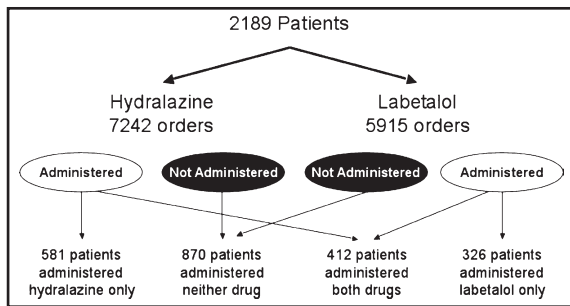 2189 Patients
Hydralazine
7242 orders
Labetalol
5915 orders
Administered
Not Administered
Not Administered
Administered
581 patients
administered
hydralazine only
870 patients
administered
neither drug
412 patients
administered
both drugs
326 patients
administered
labetalol only